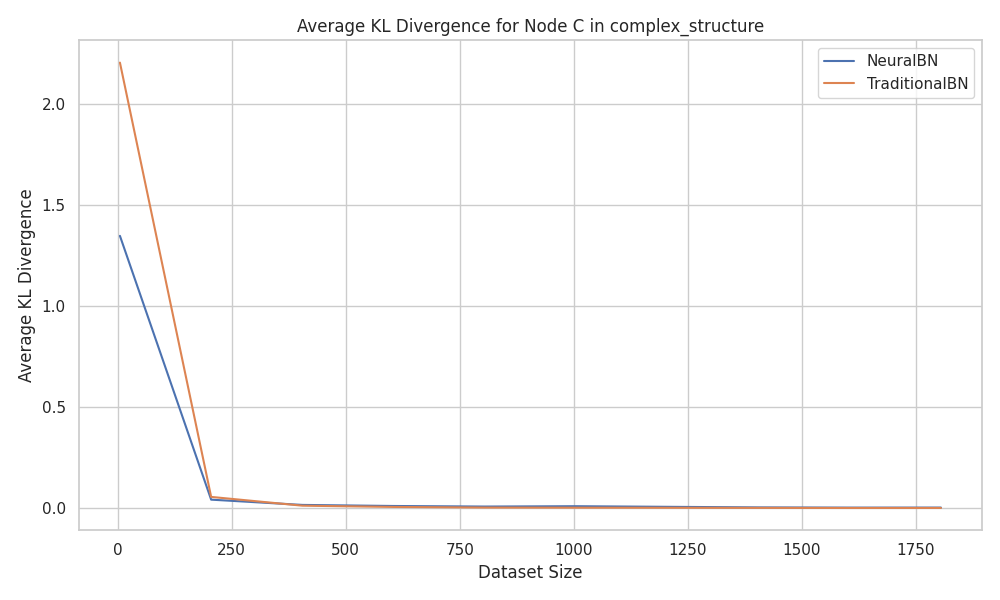 Average KL Divergence for Node C in complex_structure
NeuralBN
TraditionalBN
Average KL Divergence
2.0
1.5
1.0
0.5
0.0
0 250 500 750 1000 1250 1500 1750
Dataset Size